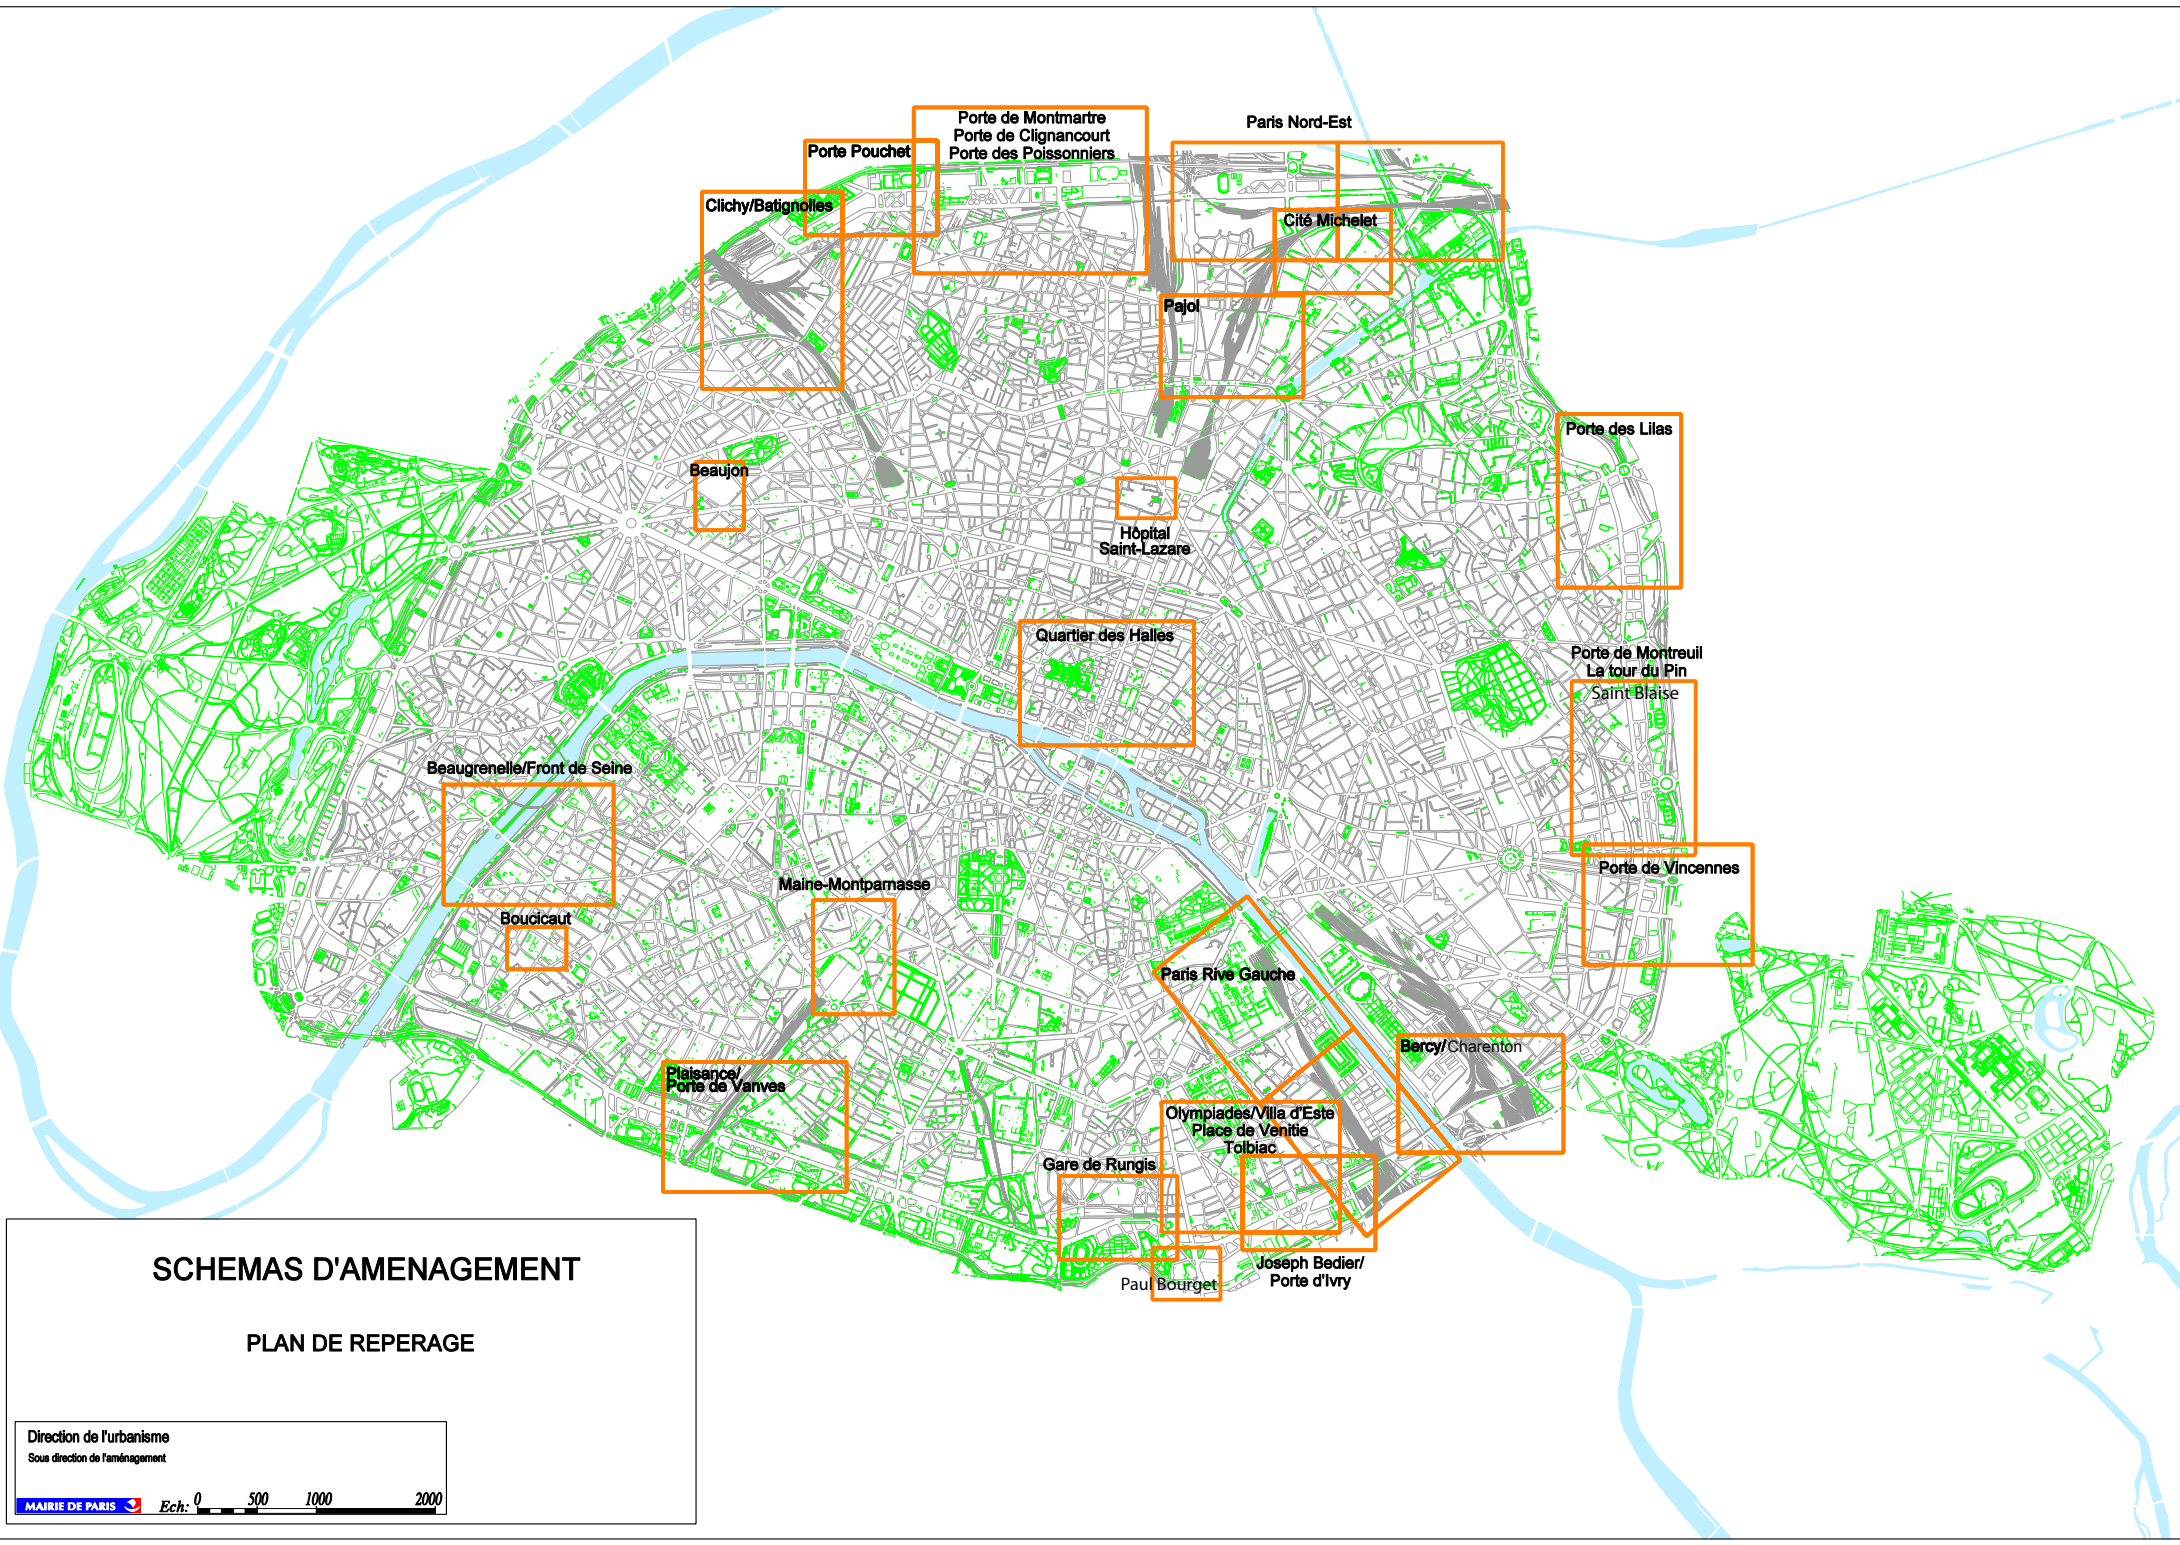 Porte de Montmartre
Porte de Clignancourt
Porte des Poissonniers
Paris Nord-Est
Porte Pouchet
Clichy/Batignolles
Cité Michelet
Pajol
Porte des Lilas
Beaujon
Hôpital
Saint-Lazare
Quartier des Halles
Porte de Montreuil
La tour du Pin
Saint Blaise
Beaugrenelle/Front de Seine
Porte de Vincennes
Maine-Montparnasse
Boucicaut
Paris Rive Gauche
Bercy/Charenton
Plaisance/
Porte de Vanves
Olympiades/Villa d'Este
Place de Venitie
Tolbiac
Gare de Rungis
Joseph Bedier/
Porte d'Ivry
Paul Bourget
SCHEMAS D'AMENAGEMENT
PLAN DE REPERAGE
Direction de l'urbanisme
Sous direction de l'aménagement
MAIRIE DE PARIS
Ech: 0 500 1000 2000